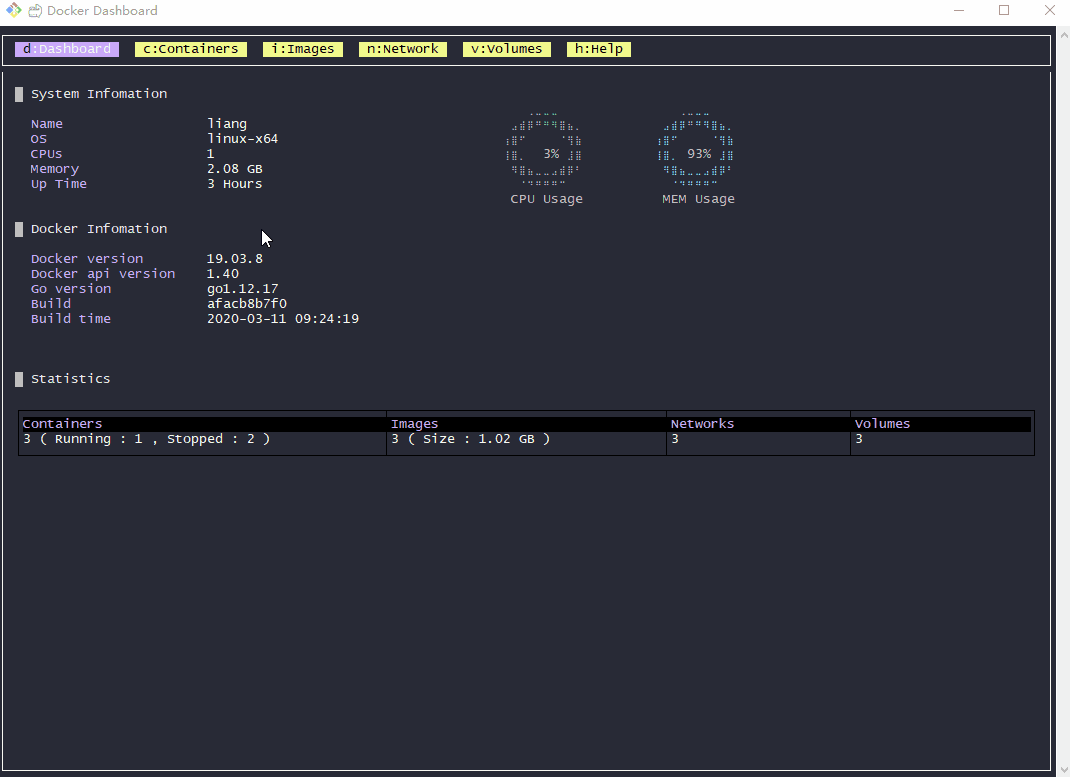 Docker Dashboard
d:Dashboard c:Containers i:Images n:Network v:Volumes h:Help
System Infomation
Name liang
OS linux-x64
CPUs 1
Memory 2.08 GB
Up Time 3 Hours
3% 93%
CPU Usage MEM Usage
Docker Infomation
Docker version 19.03.8
Docker api version 1.40
Go version go1.12.17
Build afacb8b7f0
Build time 2020-03-11 09:24:19
Statistics
Containers Images Networks Volumes
3 ( Running : 1 , Stopped : 2 ) 3 ( Size : 1.02 GB ) 3 3